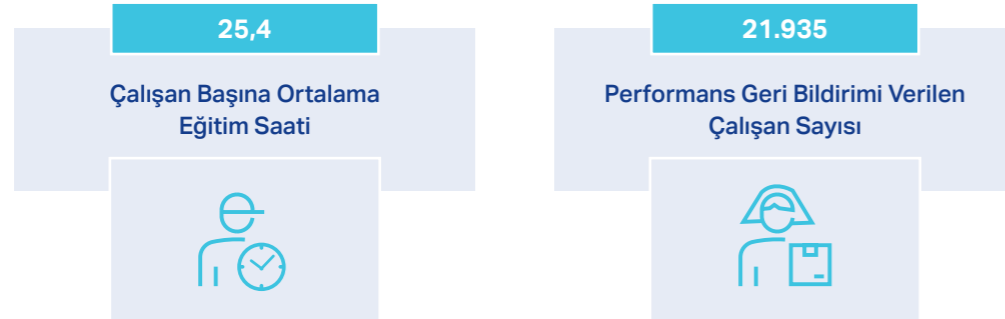 25,4
Çalışan Başına Ortalama
Eğitim Saati
21.935
Performans Geri Bildirimi Verilen
Çalışan Sayısı